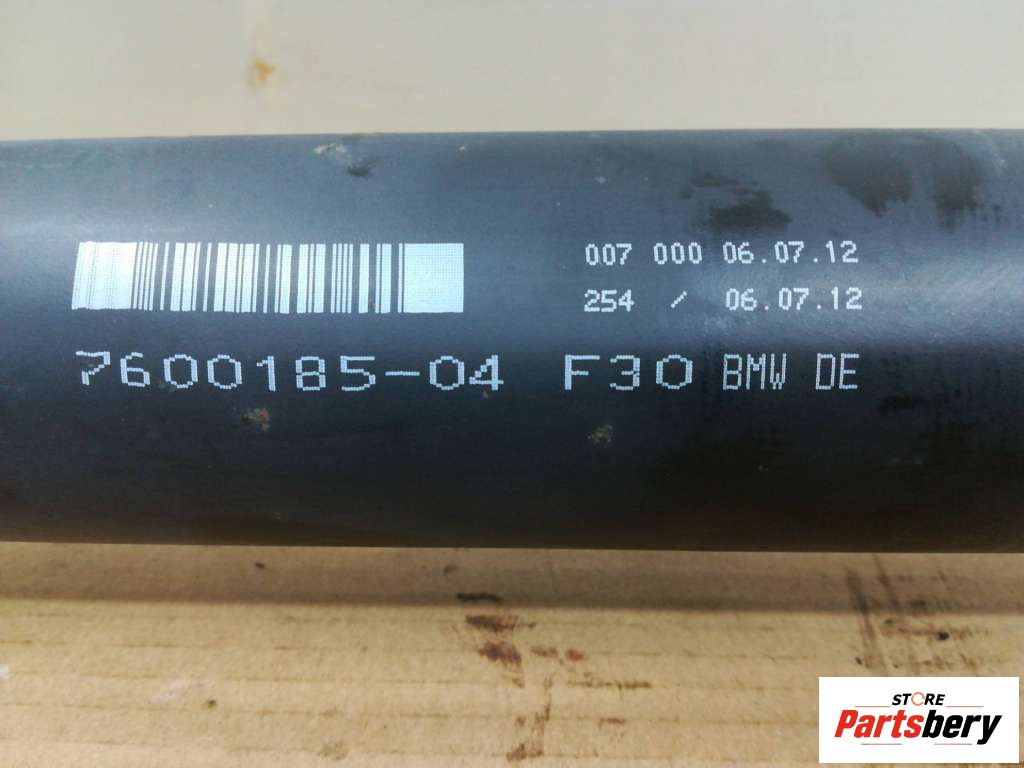 007 000 06.07.12
254 / 06.07.12
7600185-04 F30 BMW DE
STORE
Partsbery